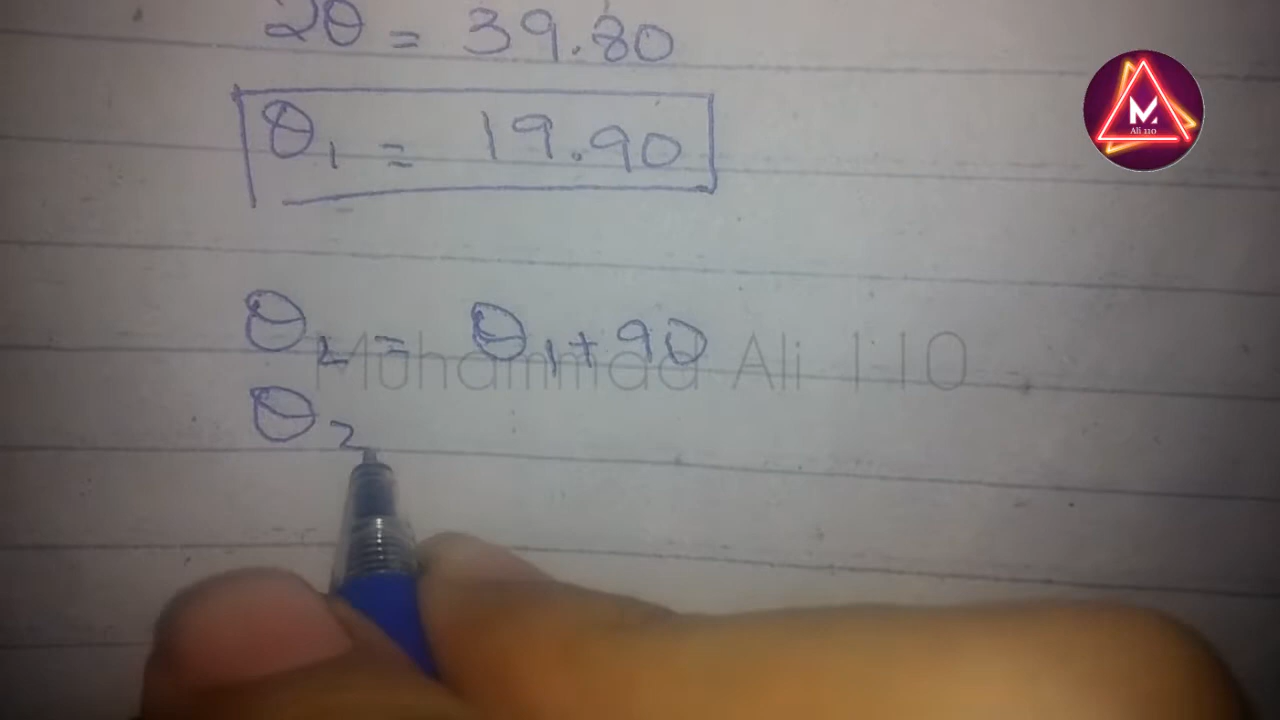 2θ = 39.80
θ₁ = 19.90
θ₂ = θ₁ + 90
θ₂
Muhammad Ali 110
M
Ali 110